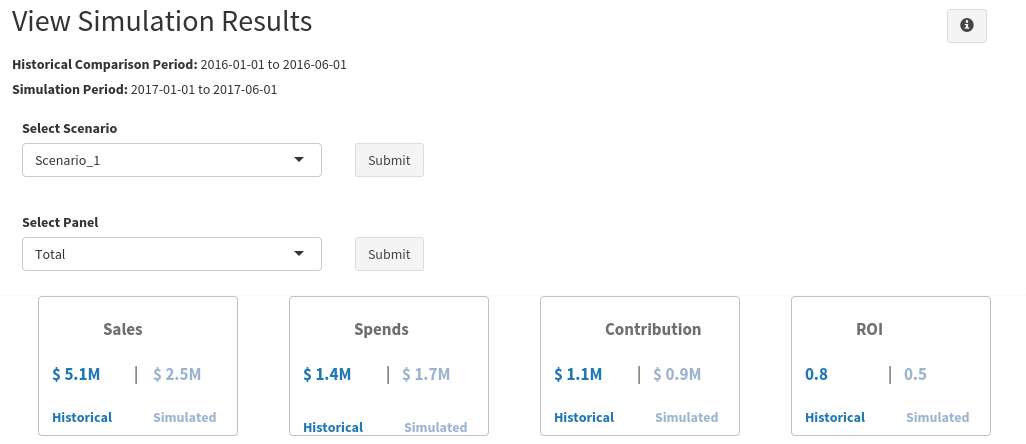 View Simulation Results
Historical Comparison Period: 2016-01-01 to 2016-06-01
Simulation Period: 2017-01-01 to 2017-06-01
Select Scenario
Scenario_1
Submit
Select Panel
Total
Submit
Sales
$ 5.1M | $ 2.5M
Historical Simulated
Spends
$ 1.4M | $ 1.7M
Historical Simulated
Contribution
$ 1.1M | $ 0.9M
Historical Simulated
ROI
0.8 | 0.5
Historical Simulated